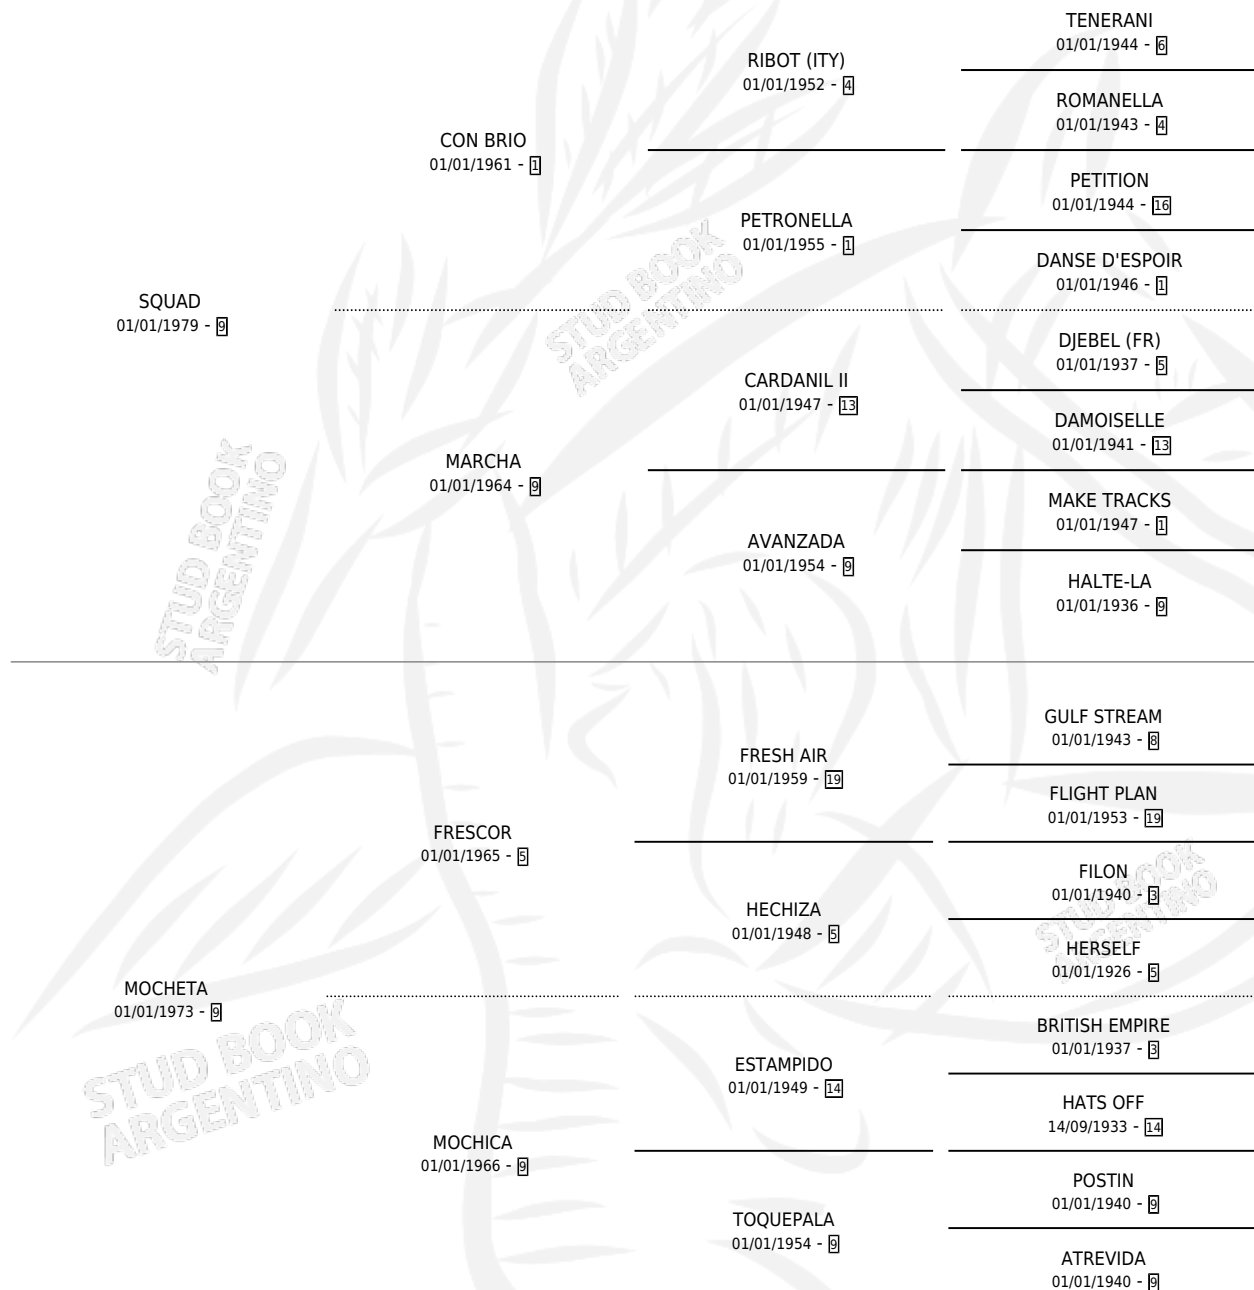 TENERANI
01/01/1944 - 6
RIBOT (ITY)
01/01/1952 - 4
ROMANELLA
01/01/1943 - 4
CON BRIO
01/01/1961 - 1
PETITION
01/01/1944 - 16
PETRONELLA
01/01/1955 - 1
DANSE D'ESPOIR
01/01/1946 - 1
SQUAD
01/01/1979 - 9
STUD BOOK
ARGENTINO
DJEBEL (FR)
01/01/1937 - 5
CARDANIL II
01/01/1947 - 13
DAMOISELLE
01/01/1941 - 13
MARCHA
01/01/1964 - 9
MAKE TRACKS
01/01/1947 - 1
AVANZADA
01/01/1954 - 9
HALTE-LA
01/01/1936 - 9
STUD BOOK
ARGENTINO
GULF STREAM
01/01/1943 - 8
FRESH AIR
01/01/1959 - 19
FLIGHT PLAN
01/01/1953 - 19
FRESCOR
01/01/1965 - 5
FILON
01/01/1940 - 3
HECHIZA
01/01/1948 - 5
STUD BOOK
ARGENTINO
HERSELF
01/01/1926 - 5
MOCHETA
01/01/1973 - 9
BRITISH EMPIRE
01/01/1937 - 3
ESTAMPIDO
01/01/1949 - 14
STUD BOOK
ARGENTINO
HATS OFF
14/09/1933 - 14
MOCHICA
01/01/1966 - 9
POSTIN
01/01/1940 - 9
TOQUEPALA
01/01/1954 - 9
ATREVIDA
01/01/1940 - 9